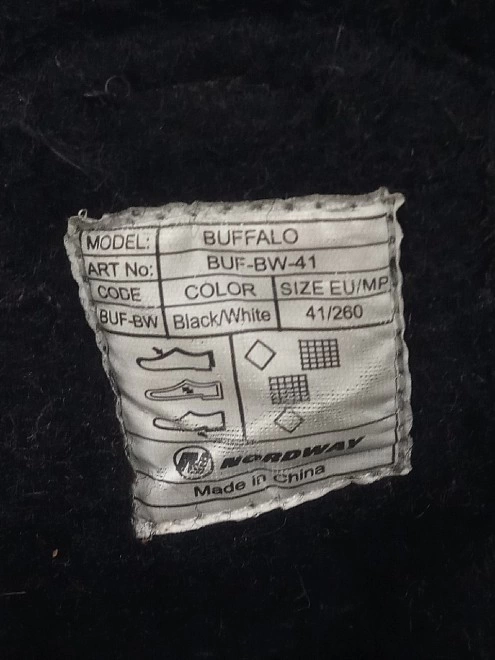 MODEL: BUFFALO
ART No: BUF-BW-41
CODE COLOR SIZE EU/MP
BUF-BW Black/White 41/260
NORDWAY
Made in China